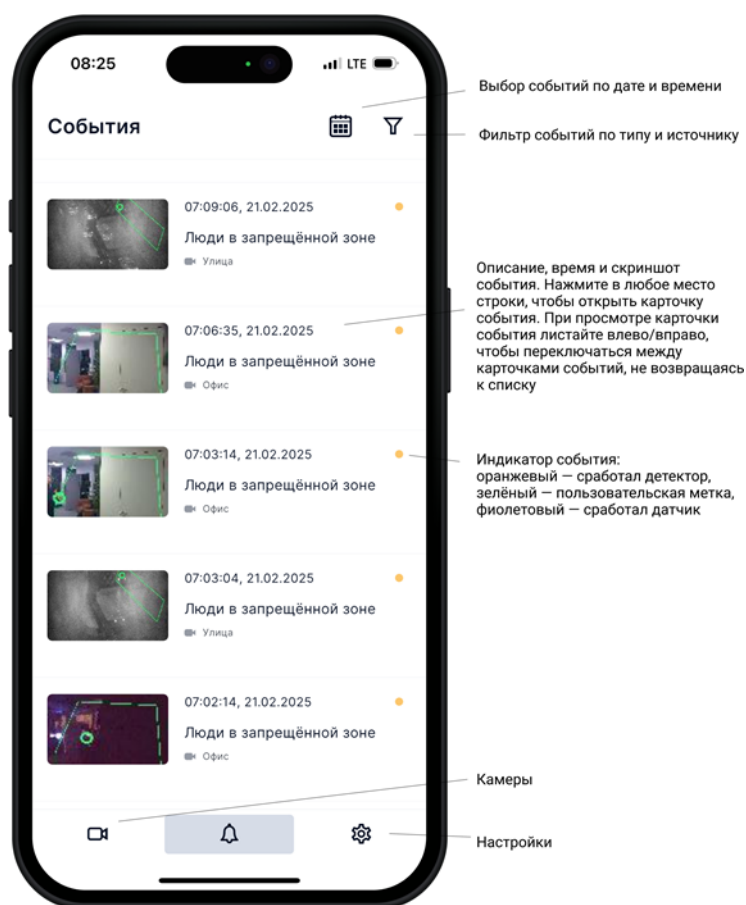 08:25
LTE
События
Выбор событий по дате и времени
Фильтр событий по типу и источнику
07:09:06, 21.02.2025
Люди в запрещённой зоне
Улица
07:06:35, 21.02.2025
Люди в запрещённой зоне
Офис
Описание, время и скриншот
события. Нажмите в любое место
строки, чтобы открыть карточку
события. При просмотре карточки
события листайте влево/вправо,
чтобы переключаться между
карточками событий, не возвращаясь
к списку
07:03:14, 21.02.2025
Люди в запрещённой зоне
Офис
Индикатор события:
оранжевый — сработал детектор,
зелёный — пользовательская метка,
фиолетовый — сработал датчик
07:03:04, 21.02.2025
Люди в запрещённой зоне
Улица
07:02:14, 21.02.2025
Люди в запрещённой зоне
Офис
Камеры
Настройки